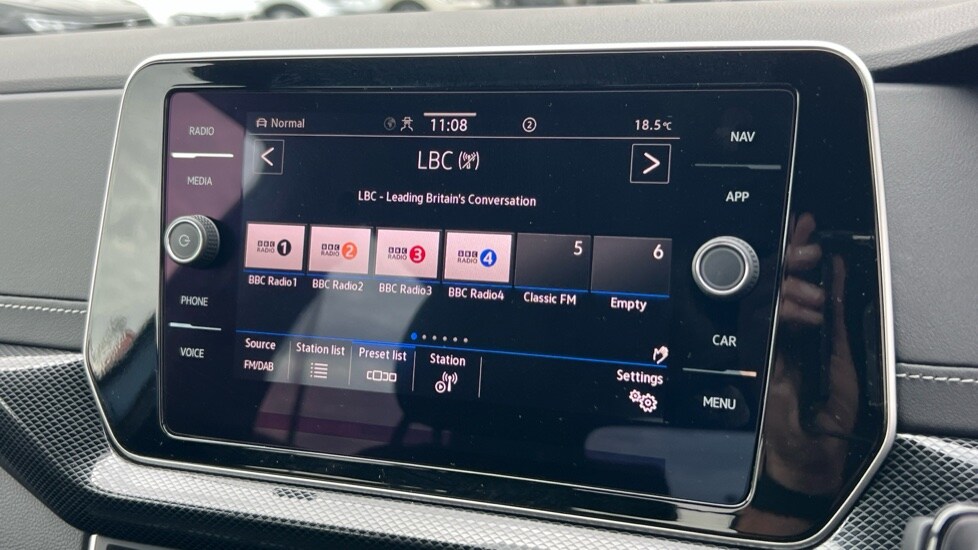 RADIO
MEDIA
PHONE
VOICE
Normal 11:08 2 18.5°C
< LBC >
LBC - Leading Britain's Conversation
BBC RADIO 1 BBC RADIO 2 BBC RADIO 3 BBC RADIO 4 5 6
BBC Radio1 BBC Radio2 BBC Radio3 BBC Radio4 Classic FM Empty
Source Station list Preset list Station Settings
FM/DAB
NAV
APP
CAR
MENU